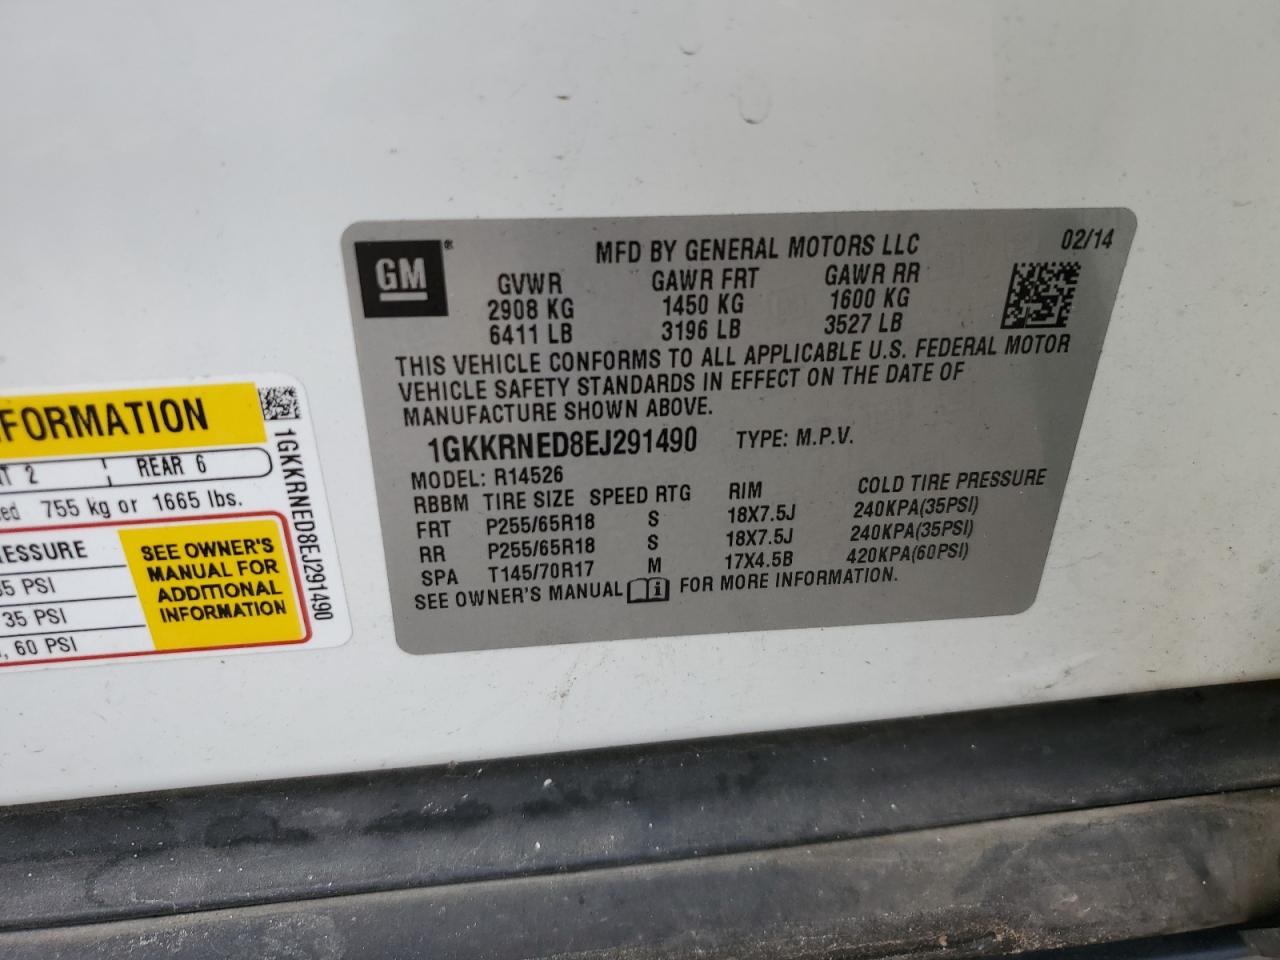 GM®
MFD BY GENERAL MOTORS LLC
02/14
GVWR GAWR FRT GAWR RR
2908 KG 1450 KG 1600 KG
6411 LB 3196 LB 3527 LB
THIS VEHICLE CONFORMS TO ALL APPLICABLE U.S. FEDERAL MOTOR
VEHICLE SAFETY STANDARDS IN EFFECT ON THE DATE OF
MANUFACTURE SHOWN ABOVE.
1GKKRNED8EJ291490 TYPE: M.P.V.
MODEL: R14526
RBBM TIRE SIZE SPEED RTG RIM COLD TIRE PRESSURE
FRT P255/65R18 S 18X7.5J 240KPA(35PSI)
RR P255/65R18 S 18X7.5J 240KPA(35PSI)
SPA T145/70R17 M 17X4.5B 420KPA(60PSI)
SEE OWNER'S MANUAL i FOR MORE INFORMATION.
FORMATION
2 REAR 6
755 kg or 1665 lbs.
ESSURE
35 PSI
35 PSI
60 PSI
SEE OWNER'S
MANUAL FOR
ADDITIONAL
INFORMATION
1GKKRNED8EJ291490